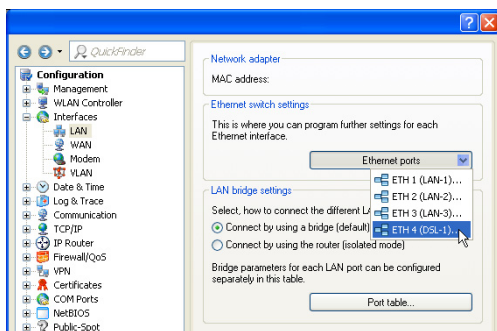 QuickFinder
Configuration
Management
WLAN Controller
Interfaces
LAN
WAN
Modem
VLAN
Date & Time
Log & Trace
Communication
TCP/IP
IP Router
Firewall/QoS
VPN
Certificates
COM Ports
NetBIOS
Public-Spot
Network adapter
MAC address:
Ethernet switch settings
This is where you can program further settings for each
Ethernet interface.
Ethernet ports
ETH 1 (LAN-1)...
ETH 2 (LAN-2)...
ETH 3 (LAN-3)...
ETH 4 (DSL-1)...
LAN bridge settings
Select, how to connect the different
Connect by using a bridge (default)
Connect by using the router (isolated mode)
Bridge parameters for each LAN port can be configured
separately in this table.
Port table...